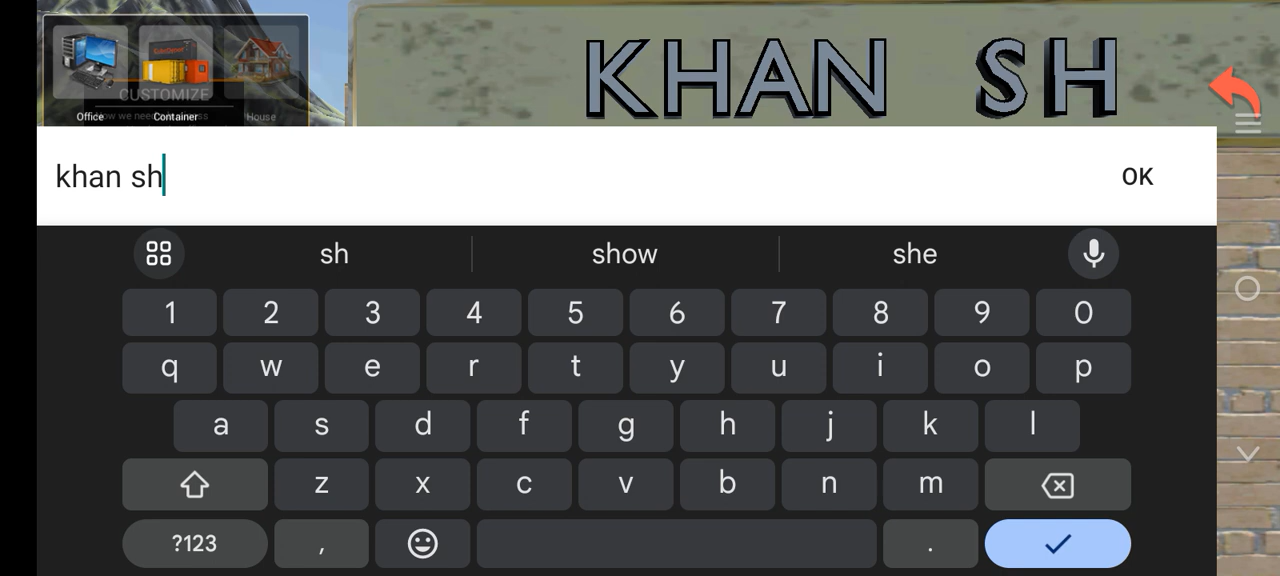 KHAN SH
CUSTOMIZE
Office Container House
khan sh
OK
sh show she
1 2 3 4 5 6 7 8 9 0
q w e r t y u i o p
a s d f g h j k l
z x c v b n m
?123 , .